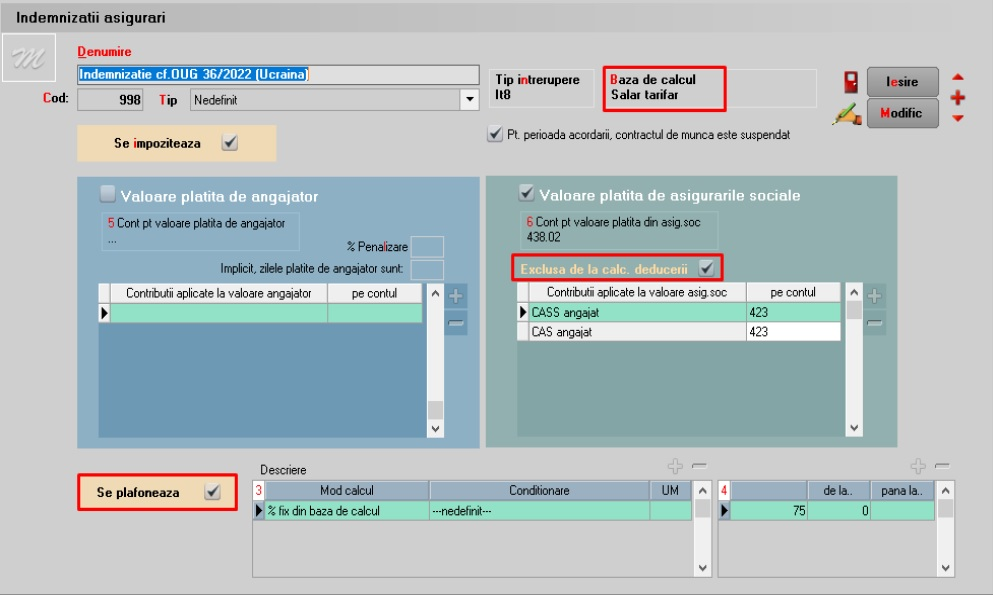 Indemnizatii asigurari
Denumire
Indemnizatie cf.OUG 36/2022 (Ucraina)
Cod: 998 Tip Nedefinit
Tip intrerupere
It8
Baza de calcul
Salar tarifar
Iesire
Modific
Se impoziteaza
Pt. perioada acordarii, contractul de munca este suspendat
Valoare platita de angajator
5 Cont pt valoare platita de angajator
...
% Penalizare
Implicit, zilele platite de angajator sunt:
Contributii aplicate la valoare angajator pe contul
Valoare platita de asigurarile sociale
6 Cont pt valoare platita din asig.soc
438.02
Exclusa de la calc. deducerii
Contributii aplicate la valoare asig.soc pe contul
CASS angajat 423
CAS angajat 423
Se plafoneaza
Descriere
3 Mod calcul Conditionare UM
% fix din baza de calcul ---nedefinit---
4 de la.. pana la..
75 0